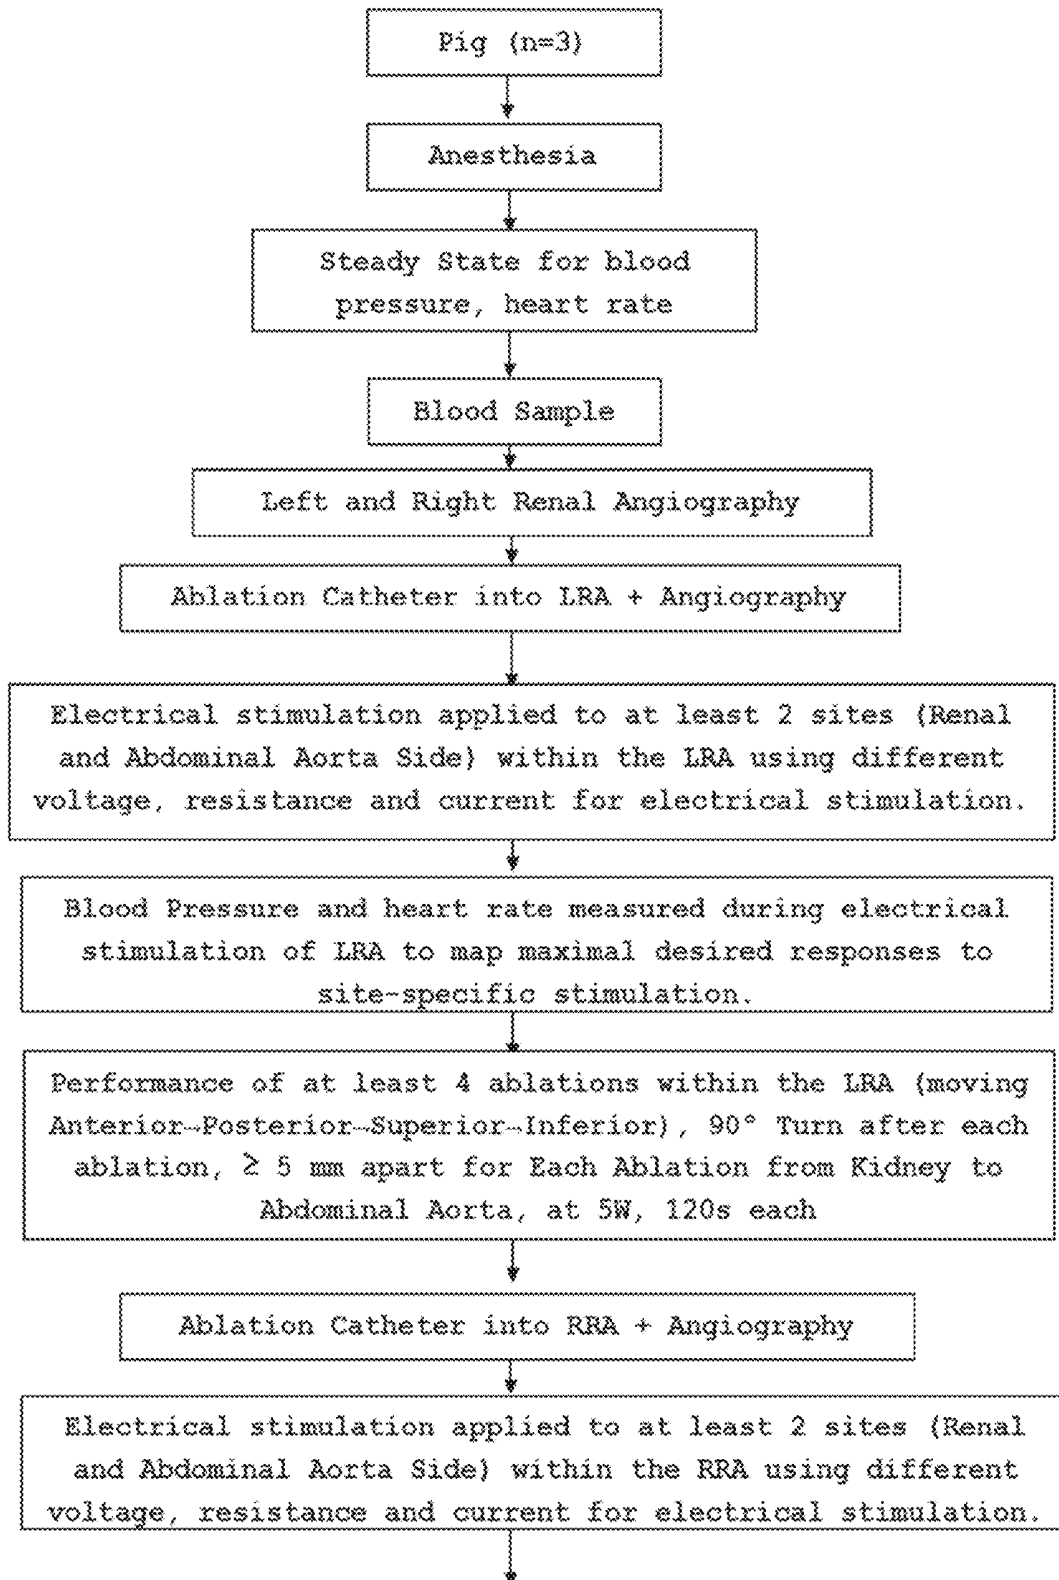 Pig (n=3)
Anesthesia
Steady State for blood
pressure, heart rate
Blood Sample
Left and Right Renal Angiography
Ablation Catheter into LRA + Angiography
Electrical stimulation applied to at least 2 sites (Renal
and Abdominal Aorta Side) within the LRA using different
voltage, resistance and current for electrical stimulation.
Blood Pressure and heart rate measured during electrical
stimulation of LRA to map maximal desired responses to
site-specific stimulation.
Performance of at least 4 ablations within the LRA (moving
Anterior→Posterior→Superior→Inferior), 90° Turn after each
ablation, ≥ 5 mm apart for Each Ablation from Kidney to
Abdominal Aorta, at 5W, 120s each
Ablation Catheter into RRA + Angiography
Electrical stimulation applied to at least 2 sites (Renal
and Abdominal Aorta Side) within the RRA using different
voltage, resistance and current for electrical stimulation.